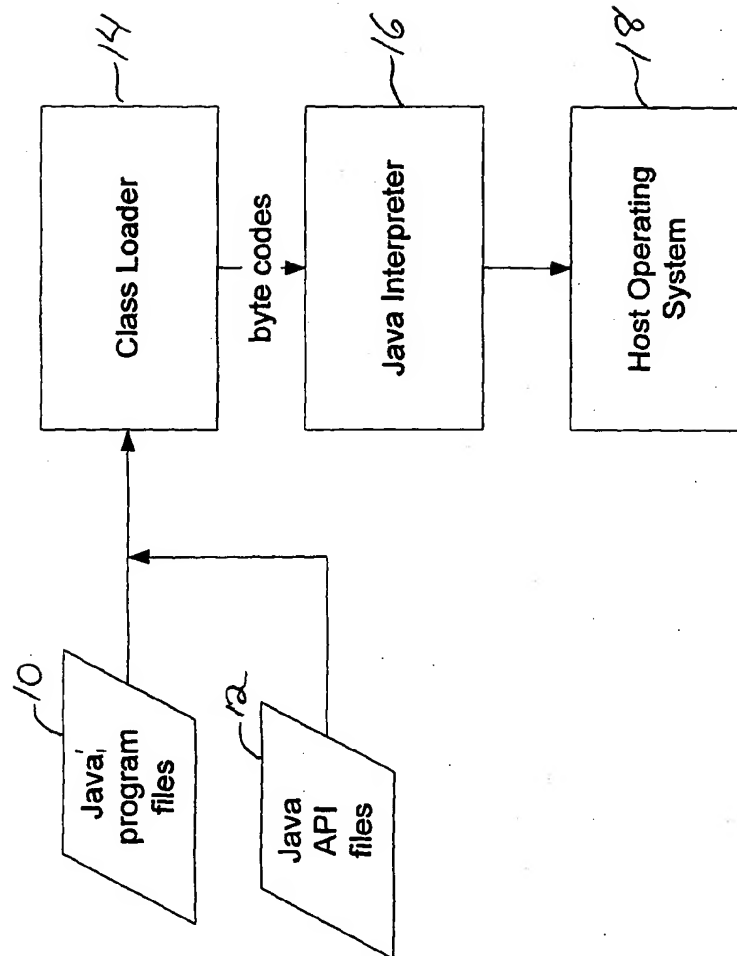 10
Java
program
files
12
Java
API
files
14
Class Loader
byte codes
16
Java Interpreter
18
Host Operating
System